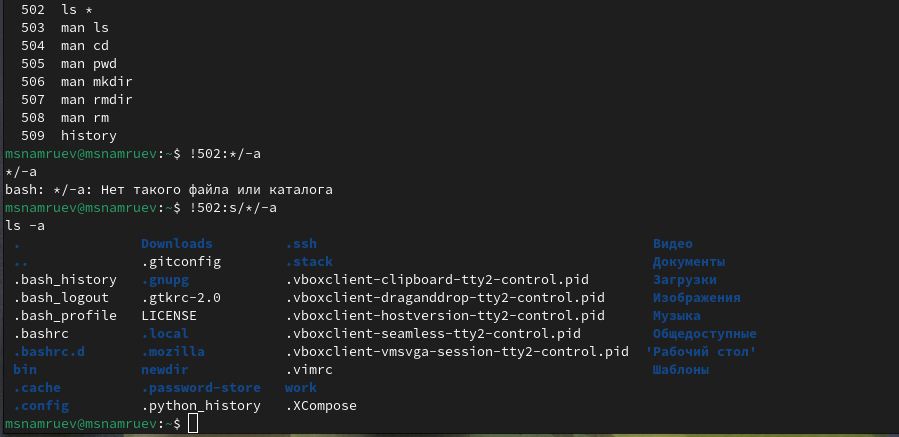 502 ls *
503 man ls
504 man cd
505 man pwd
506 man mkdir
507 man rmdir
508 man rm
509 history
msnamruev@msnamruev:~$ !502:*/-a
*/-a
bash: */-a: Нет такого файла или каталога
msnamruev@msnamruev:~$ !502:s/*/-a
ls -a
. Downloads .ssh Видео
.. .gitconfig .stack Документы
.bash_history .gnupg .vboxclient-clipboard-tty2-control.pid Загрузки
.bash_logout .gtkrc-2.0 .vboxclient-draganddrop-tty2-control.pid Изображения
.bash_profile LICENSE .vboxclient-hostversion-tty2-control.pid Музыка
.bashrc .local .vboxclient-seamless-tty2-control.pid Общедоступные
.bashrc.d .mozilla .vboxclient-vmsvga-session-tty2-control.pid 'Рабочий стол'
bin newdir .vimrc Шаблоны
.cache .password-store work
.config .python_history .XCompose
msnamruev@msnamruev:~$